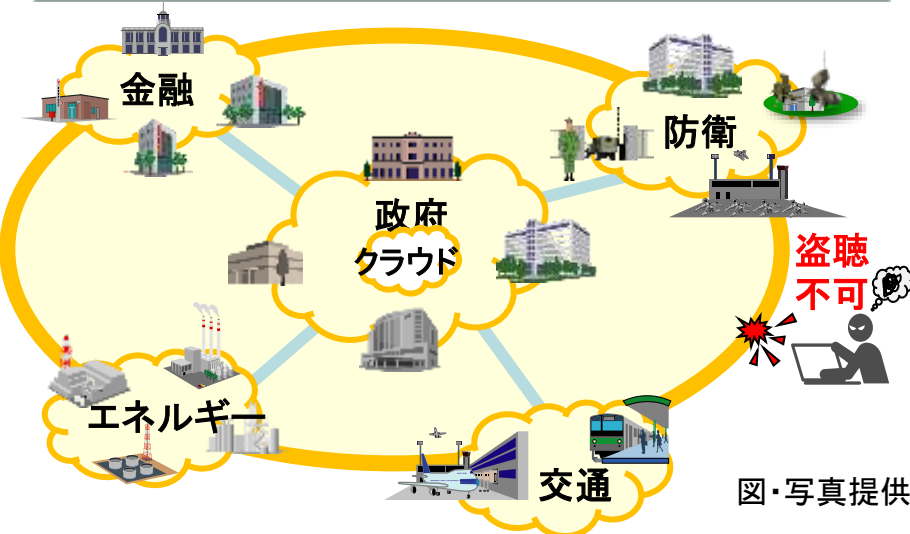 金融
防衛
政府
クラウド
盗聴
不可
エネルギー
交通
図・写真提供